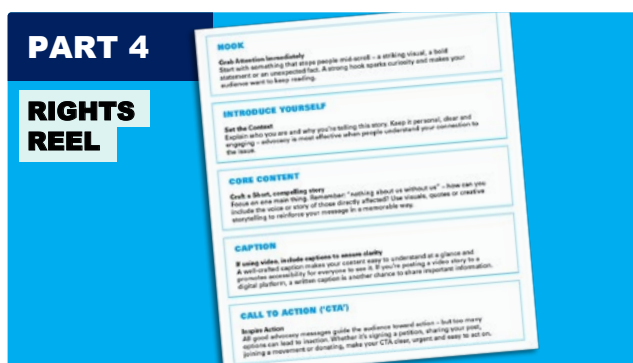 PART 4
RIGHTS
REEL
HOOK
Grab Attention Immediately
Start with something that stops people mid-scroll – a striking visual, a bold
statement or an unexpected fact. A strong hook sparks curiosity and makes your
audience want to keep reading.
INTRODUCE YOURSELF
Set the Context
Explain who you are and why you're telling this story. Keep it personal, clear and
engaging – advocacy is most effective when people understand your connection to
the issue.
CORE CONTENT
Craft a Short, compelling story
Focus on one main thing. Remember: "nothing about us without us" – how can you
include the voice or story of those directly affected? Use visuals, quotes or creative
storytelling to reinforce your message in a memorable way.
CAPTION
If using video, include captions to ensure clarity
A well-crafted caption makes your content easy to understand at a glance and
promotes accessibility for everyone to see it. If you're posting a video story to a
digital platform, a written caption is another chance to share important information.
CALL TO ACTION ('CTA')
Inspire Action
All good advocacy messages guide the audience toward action – but too many
options can lead to inaction. Whether it's signing a petition, sharing your post,
joining a movement or donating, make your CTA clear, urgent and easy to act on.